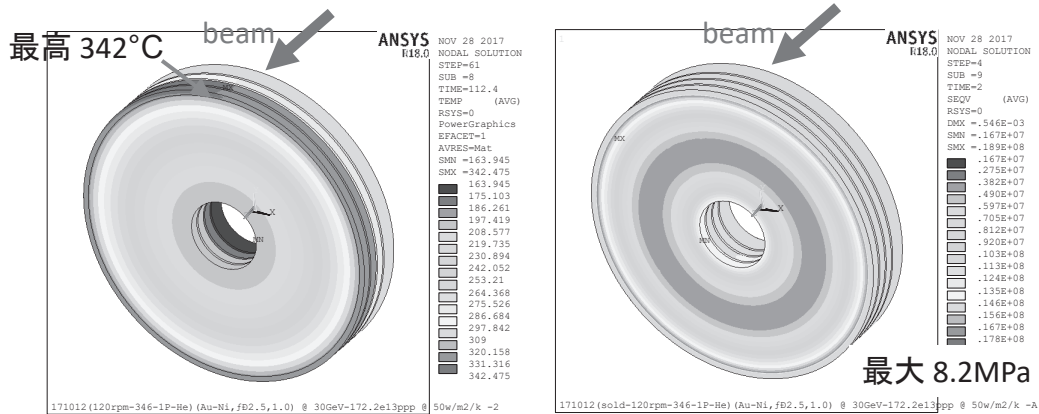 最高 342°C
beam
ANSYS
R18.0
NOV 28 2017
NODAL SOLUTION
STEP=61
SUB =8
TIME=112.4
TEMP (AVG)
RSYS=0
PowerGraphics
EFACET=1
AVRES=Mat
SMN =163.945
SMX =342.475
163.945
175.103
186.261
197.419
208.577
219.735
230.894
242.052
253.21
264.368
275.526
286.684
297.842
309
320.158
331.316
342.475
MX
X
MN
171012(120rpm-346-1P-He)(Au-Ni,ƒÐ2.5,1.0) @ 30GeV-172.2e13ppp @ 50w/m2/k -2
1
beam
ANSYS
R18.0
NOV 28 2017
NODAL SOLUTION
STEP=4
SUB =9
TIME=2
SEQV (AVG)
RSYS=0
DMX =.546E-03
SMN =.167E+07
SMX =.189E+08
.167E+07
.275E+07
.382E+07
.490E+07
.597E+07
.705E+07
.812E+07
.920E+07
.103E+08
.113E+08
.124E+08
.135E+08
.146E+08
.156E+08
.167E+08
.178E+08
MX
X
MN
最大 8.2MPa
171012(sold-120rpm-346-1P-He)(Au-Ni,ƒÐ2.5,1.0) @ 30GeV-172.2e13ppp @ 50w/m2/k -A